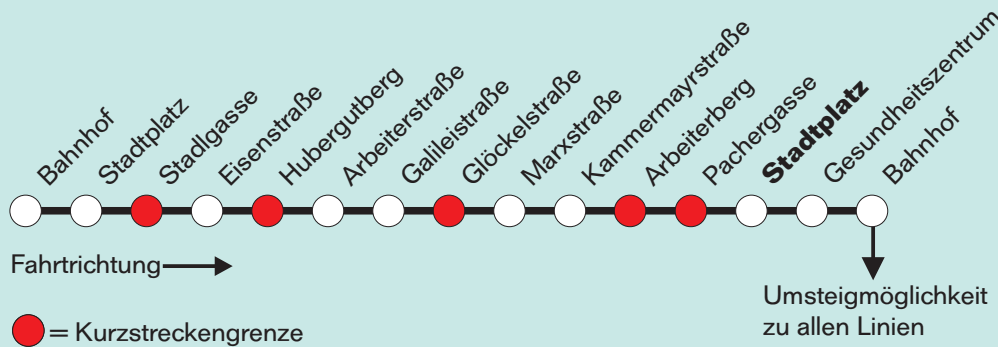 Bahnhof
Stadtplatz
Stadlgasse
Eisenstraße
Hubergutberg
Arbeiterstraße
Galileistraße
Glöckelstraße
Marxstraße
Kammermayrstraße
Arbeiterberg
Pachergasse
Stadtplatz
Gesundheitszentrum
Bahnhof
Fahrtrichtung
Umsteigmöglichkeit
zu allen Linien
= Kurzstreckengrenze